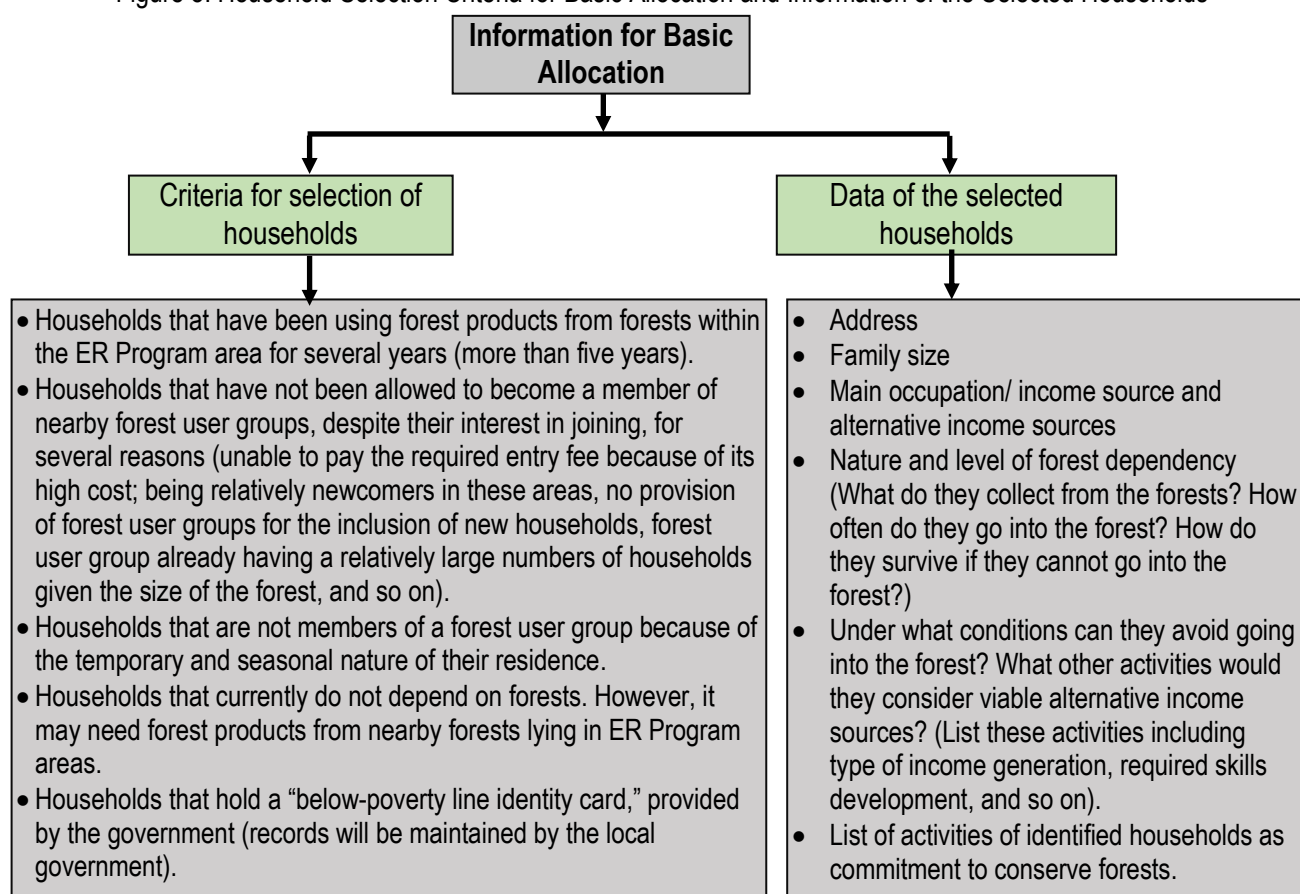 Figure 3: Household Selection Criteria for Basic Allocation and Information of the Selected Households
Information for Basic
Allocation
Criteria for selection of
households
Data of the selected
households
• Households that have been using forest products from forests within
the ER Program area for several years (more than five years).
• Households that have not been allowed to become a member of
nearby forest user groups, despite their interest in joining, for
several reasons (unable to pay the required entry fee because of its
high cost; being relatively newcomers in these areas, no provision
of forest user groups for the inclusion of new households, forest
user group already having a relatively large numbers of households
given the size of the forest, and so on).
• Households that are not members of a forest user group because of
the temporary and seasonal nature of their residence.
• Households that currently do not depend on forests. However, it
may need forest products from nearby forests lying in ER Program
areas.
• Households that hold a “below-poverty line identity card,” provided
by the government (records will be maintained by the local
government).
• Address
• Family size
• Main occupation/ income source and
alternative income sources
• Nature and level of forest dependency
(What do they collect from the forests? How
often do they go into the forest? How do
they survive if they cannot go into the
forest?)
• Under what conditions can they avoid going
into the forest? What other activities would
they consider viable alternative income
sources? (List these activities including
type of income generation, required skills
development, and so on).
• List of activities of identified households as
commitment to conserve forests.